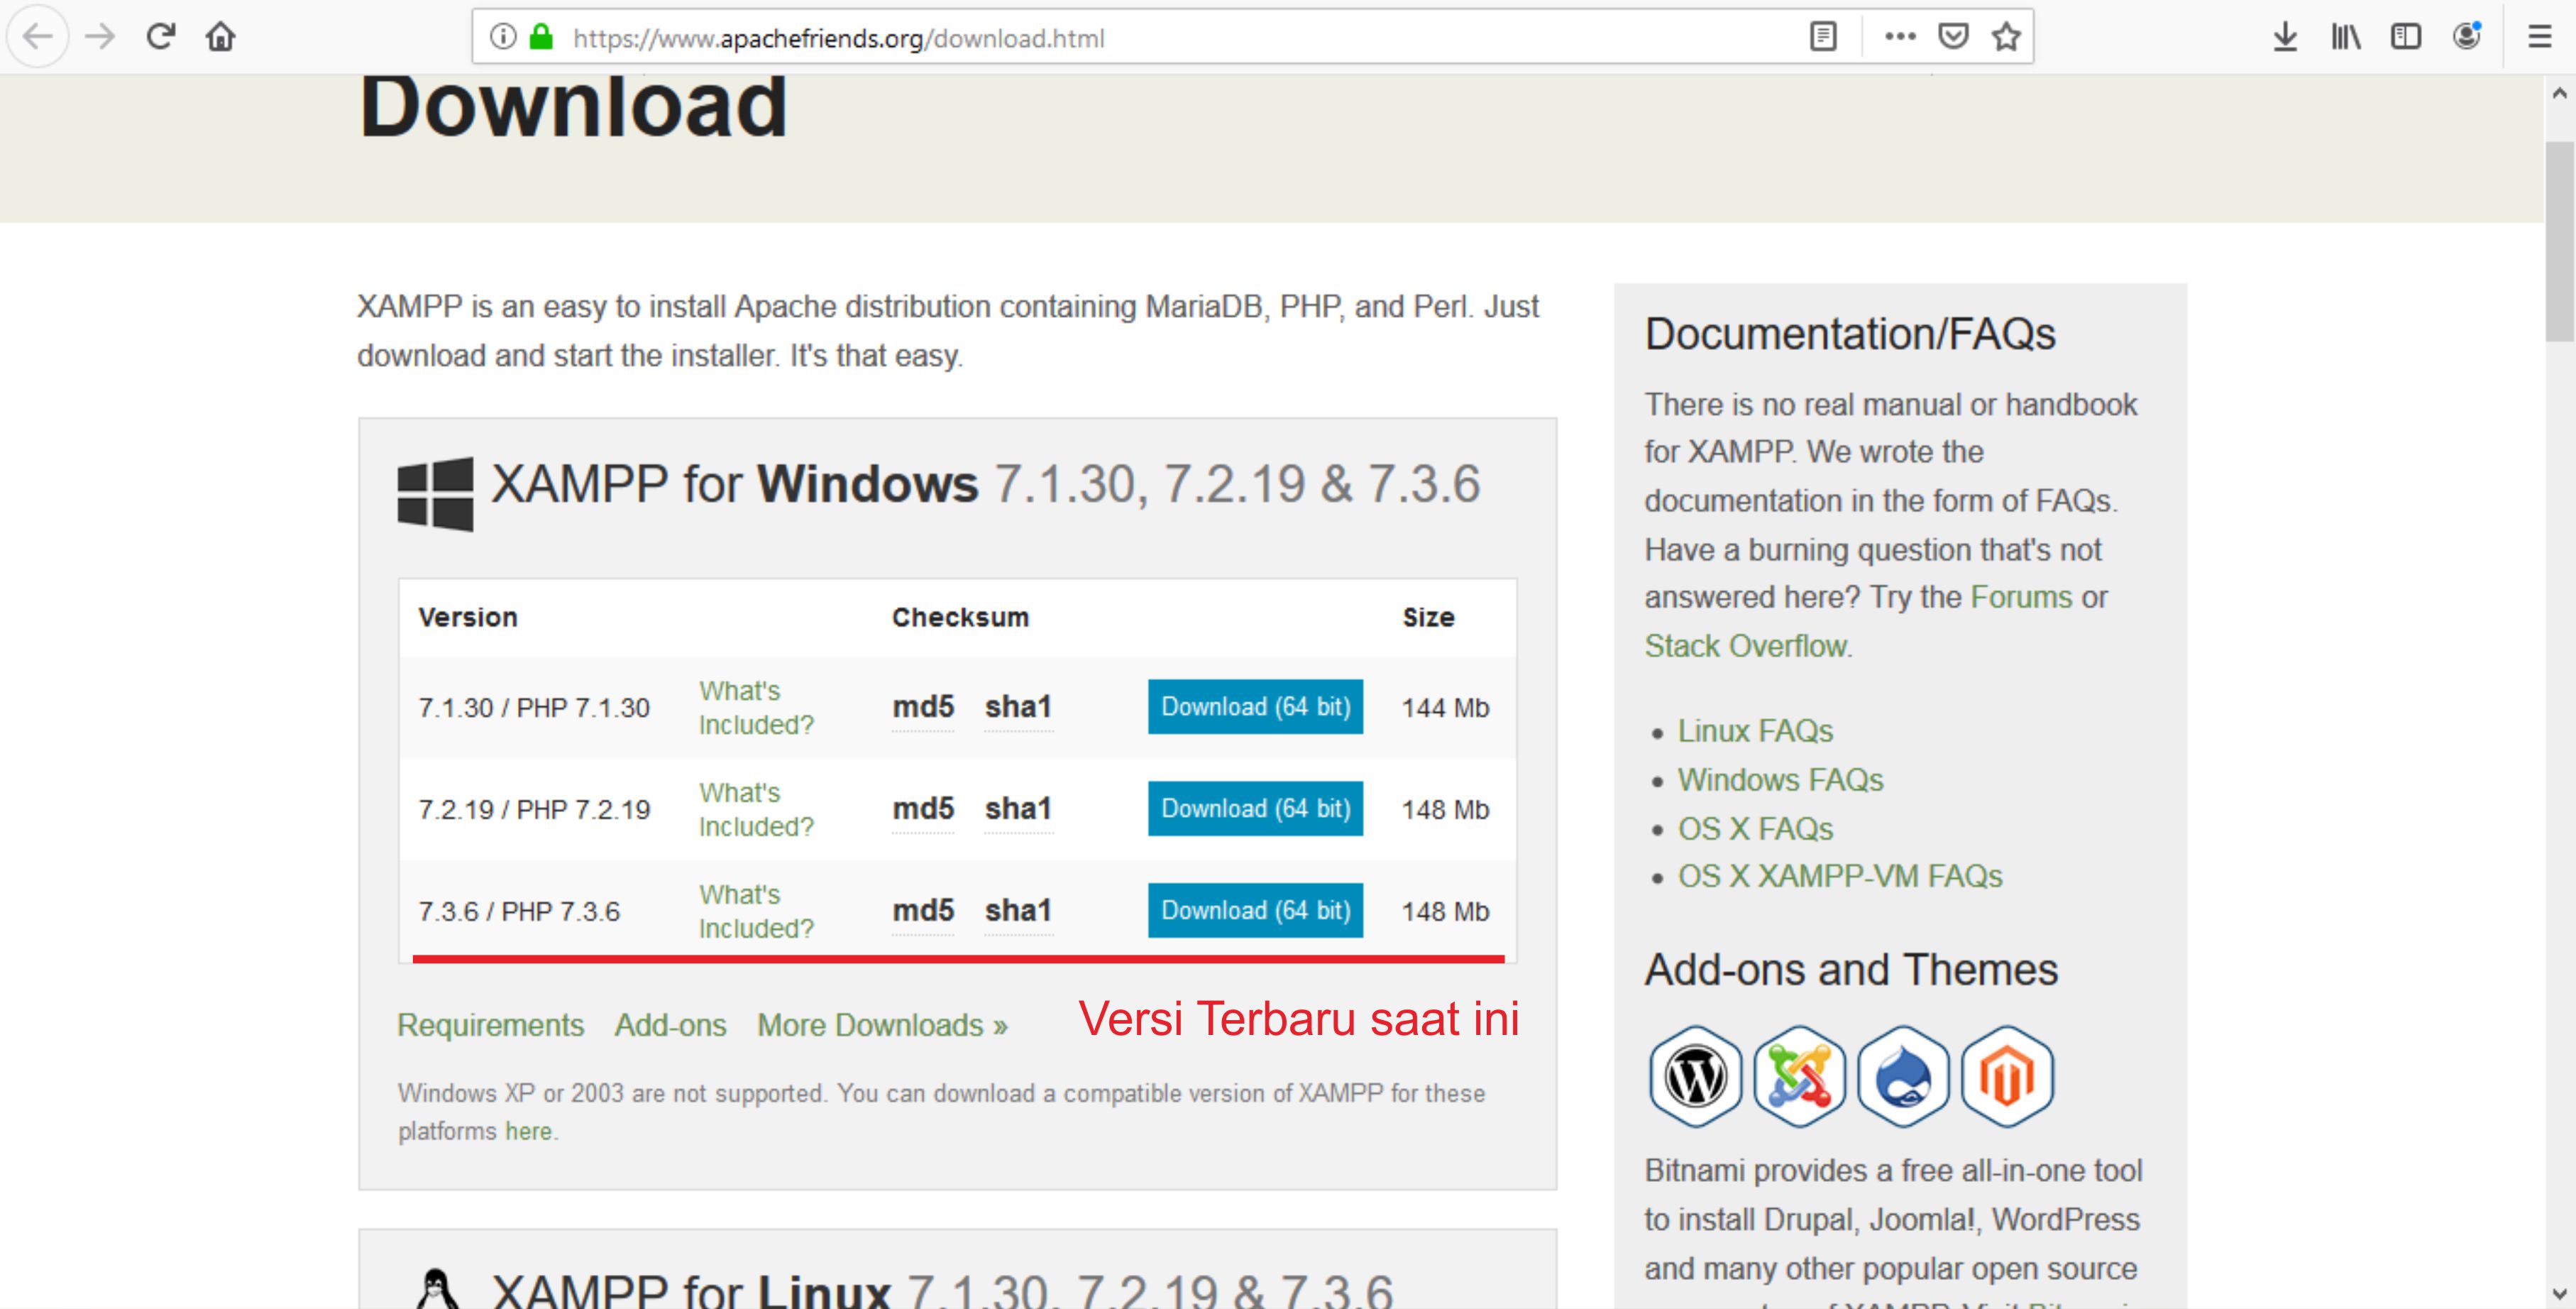 https://www.apachefriends.org/download.html
Download
XAMPP is an easy to install Apache distribution containing MariaDB, PHP, and Perl. Just
download and start the installer. It's that easy.
XAMPP for Windows 7.1.30, 7.2.19 & 7.3.6
Version Checksum Size
7.1.30 / PHP 7.1.30 What's Included? md5 sha1 Download (64 bit) 144 Mb
7.2.19 / PHP 7.2.19 What's Included? md5 sha1 Download (64 bit) 148 Mb
7.3.6 / PHP 7.3.6 What's Included? md5 sha1 Download (64 bit) 148 Mb
Requirements Add-ons More Downloads »
Versi Terbaru saat ini
Windows XP or 2003 are not supported. You can download a compatible version of XAMPP for these
platforms here.
XAMPP for Linux 7.1.30, 7.2.19 & 7.3.6
Documentation/FAQs
There is no real manual or handbook
for XAMPP. We wrote the
documentation in the form of FAQs.
Have a burning question that's not
answered here? Try the Forums or
Stack Overflow.
• Linux FAQs
• Windows FAQs
• OS X FAQs
• OS X XAMPP-VM FAQs
Add-ons and Themes
Bitnami provides a free all-in-one tool
to install Drupal, Joomla!, WordPress
and many other popular open source